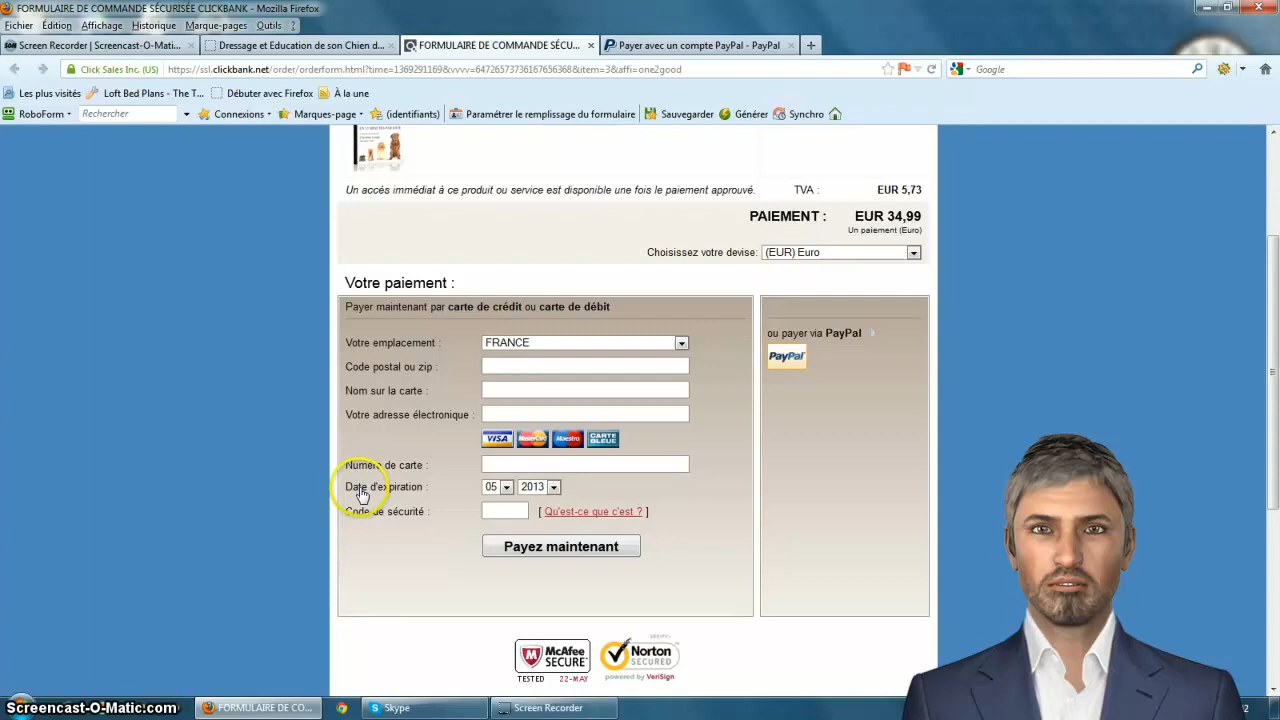 FORMULAIRE DE COMMANDE SÉCURISÉE CLICKBANK - Mozilla Firefox
Fichier Édition Affichage Historique Marque-pages Outils ?
Screen Recorder | Screencast-O-Mati... Dressage et Education de son Chien d... FORMULAIRE DE COMMANDE SÉCU... Payer avec un compte PayPal - PayPal
Click Sales Inc. (US) https://ssl.clickbank.net/order/orderform.html?time=1369291169&vvvv=64726573736167656368&item=3&affi=one2good Google
Les plus visités Loft Bed Plans - The T... Débuter avec Firefox À la une
RoboForm Rechercher Connexions Marques-page (identifiants) Paramétrer le remplissage du formulaire Sauvegarder Générer Synchro
Un accès immédiat à ce produit ou service est disponible une fois le paiement approuvé. TVA : EUR 5,73
PAIEMENT : EUR 34,99
Un paiement (Euro)
Choisissez votre devise: (EUR) Euro
Votre paiement :
Payer maintenant par carte de crédit ou carte de débit
ou payer via PayPal
PayPal
Votre emplacement : FRANCE
Code postal ou zip :
Nom sur la carte :
Votre adresse électronique :
VISA MasterCard Maestro CARTE BLEUE
Numéro de carte :
Date d'expiration : 05 2013
Code de sécurité : [ Qu'est-ce que c'est ? ]
Payez maintenant
McAfee SECURE
TESTED 22-MAY
Norton SECURED
powered by VeriSign
Screencast-O-Matic.com FORMULAIRE DE CO... Skype Screen Recorder